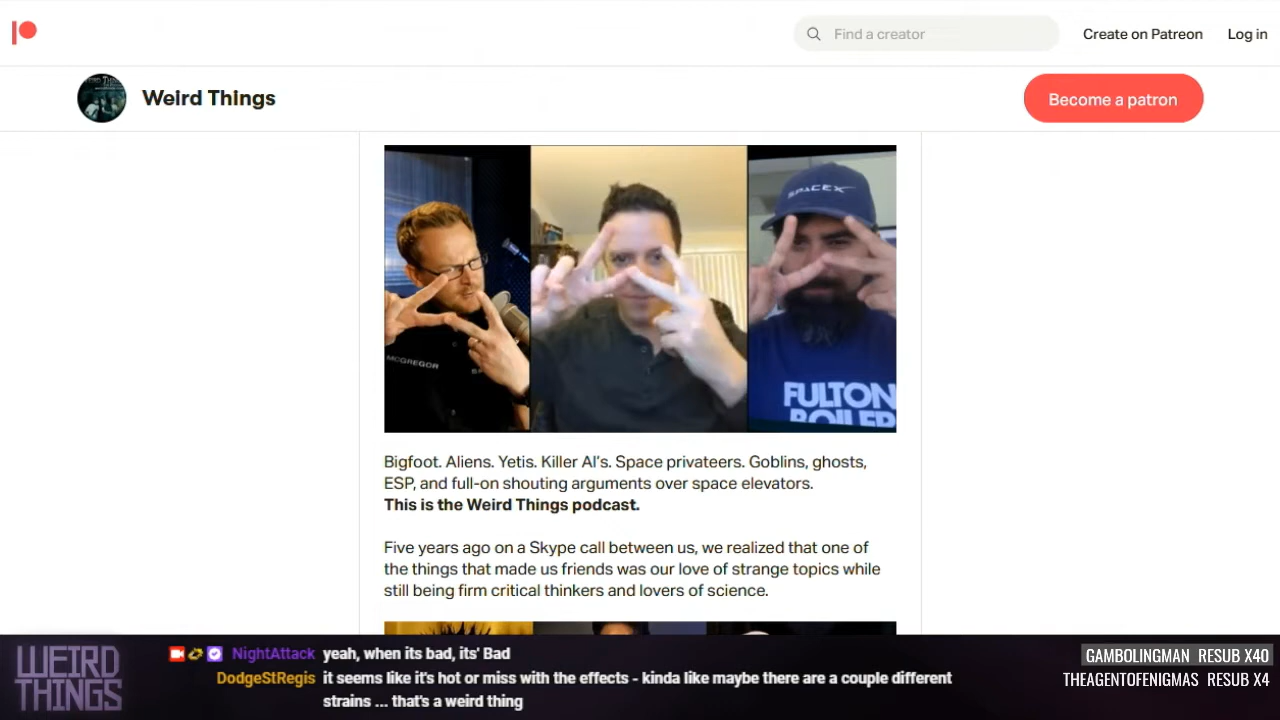 Find a creator
Create on Patreon
Log in
Weird Things
Become a patron
SPACEX
MCGREGOR
FULTON
BOILER
Bigfoot. Aliens. Yetis. Killer AI's. Space privateers. Goblins, ghosts,
ESP, and full-on shouting arguments over space elevators.
This is the Weird Things podcast.
Five years ago on a Skype call between us, we realized that one of
the things that made us friends was our love of strange topics while
still being firm critical thinkers and lovers of science.
WEIRD
THINGS
NightAttack yeah, when its bad, its' Bad
DodgeStRegis it seems like it's hot or miss with the effects - kinda like maybe there are a couple different
strains ... that's a weird thing
GAMBOLINGMAN RESUB X40
THEAGENTOFENIGMAS RESUB X4